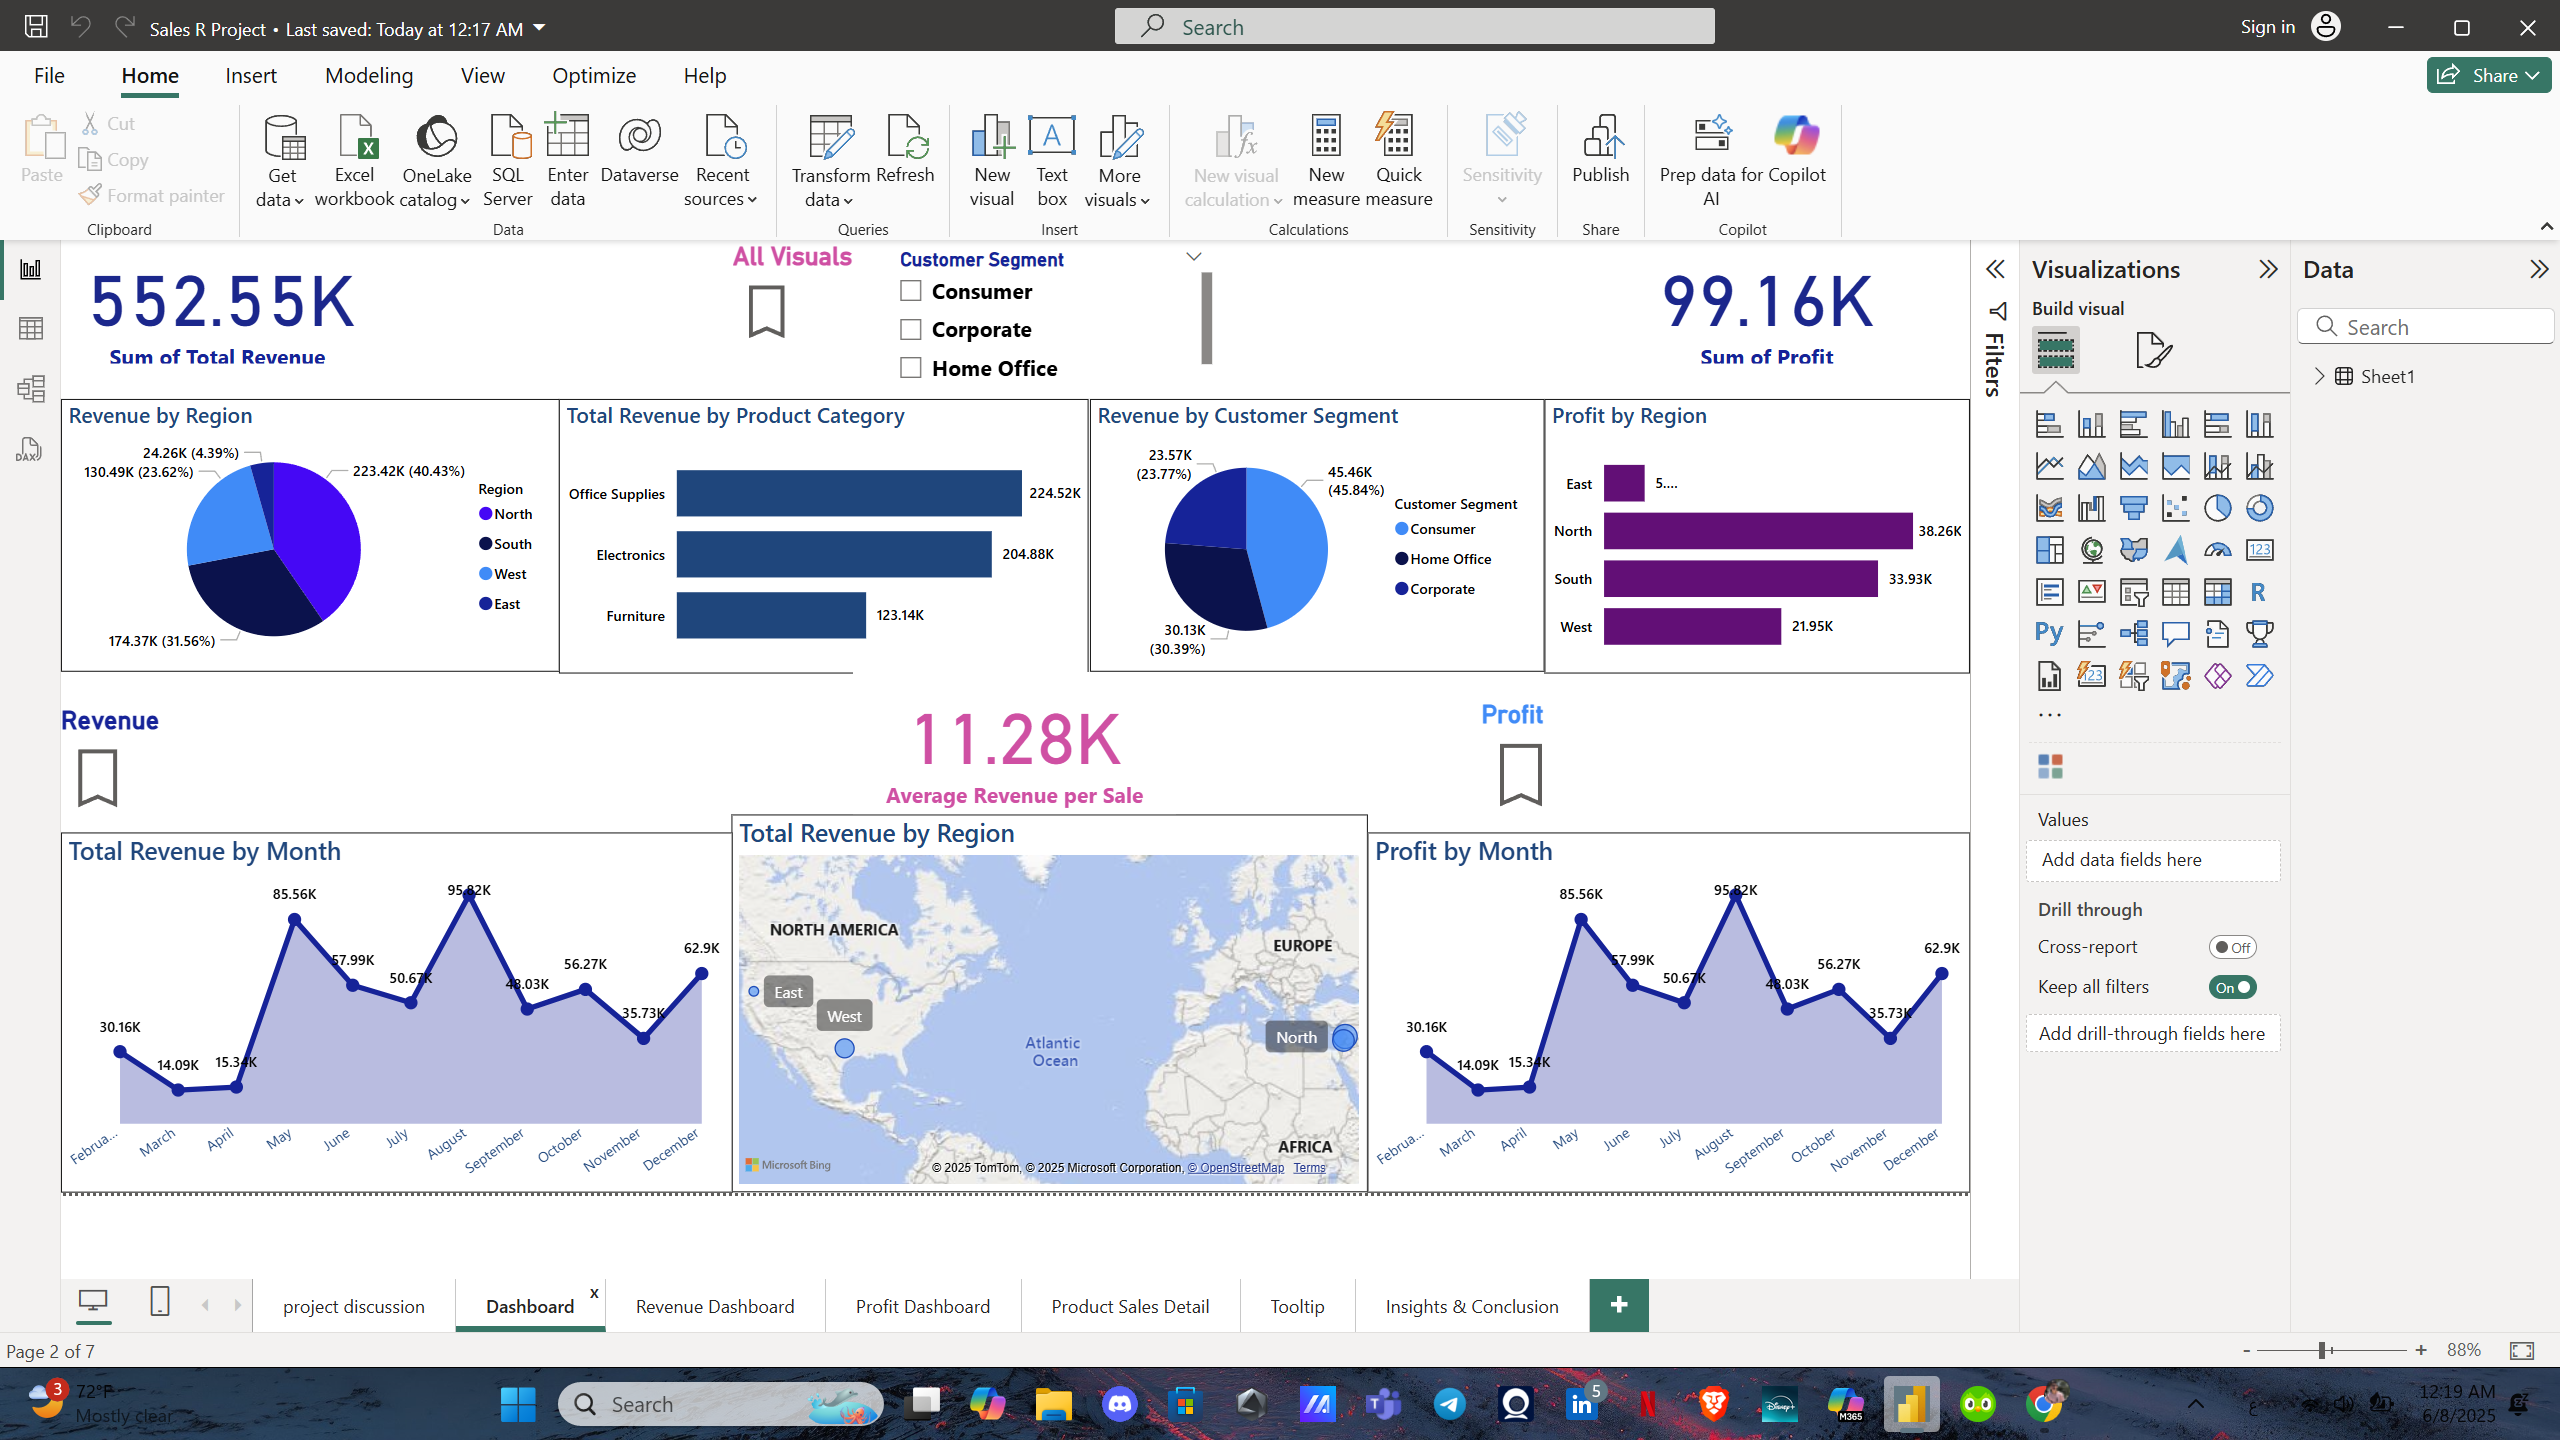 Sales R Project • Last saved: Today at 12:17 AM
Search
Sign in
File
Home
Insert
Modeling
View
Optimize
Help
Share
Paste
Cut
Copy
Format painter
Clipboard
Get data
Excel workbook
OneLake catalog
SQL Server
Enter data
Dataverse
Recent sources
Data
Transform data
Refresh
Queries
New visual
Text box
More visuals
Insert
New visual calculation
New measure
Quick measure
Calculations
Sensitivity
Sensitivity
Publish
Share
Prep data for AI
Copilot
Copilot
552.55K
Sum of Total Revenue
All Visuals
Customer Segment
Consumer
Corporate
Home Office
99.16K
Sum of Profit
Revenue by Region
24.26K (4.39%)
130.49K (23.62%)
223.42K (40.43%)
174.37K (31.56%)
Region
North
South
West
East
Total Revenue by Product Category
Office Supplies
224.52K
Electronics
204.88K
Furniture
123.14K
Revenue by Customer Segment
23.57K
(23.77%)
45.46K
(45.84%)
30.13K
(30.39%)
Customer Segment
Consumer
Home Office
Corporate
Profit by Region
East
5....
North
38.26K
South
33.93K
West
21.95K
Revenue
11.28K
Average Revenue per Sale
Profit
Total Revenue by Month
30.16K
14.09K
15.34K
85.56K
57.99K
50.67K
95.82K
48.03K
56.27K
35.73K
62.9K
Februa...
March
April
May
June
July
August
September
October
November
December
Total Revenue by Region
NORTH AMERICA
EUROPE
East
West
North
Atlantic
Ocean
AFRICA
Microsoft Bing
© 2025 TomTom, © 2025 Microsoft Corporation, © OpenStreetMap Terms
Profit by Month
30.16K
14.09K
15.34K
85.56K
57.99K
50.67K
95.82K
48.03K
56.27K
35.73K
62.9K
Februa...
March
April
May
June
July
August
September
October
November
December
Filters
Visualizations
Build visual
123
R
Py
123
...
Values
Add data fields here
Drill through
Cross-report
Off
Keep all filters
On
Add drill-through fields here
Data
Search
Sheet1
DAX
project discussion
Dashboard
x
Revenue Dashboard
Profit Dashboard
Product Sales Detail
Tooltip
Insights & Conclusion
+
Page 2 of 7
-
+
88%
3
72°F
Mostly clear
Search
5
Disney+
M365
ع
12:19 AM
6/8/2025